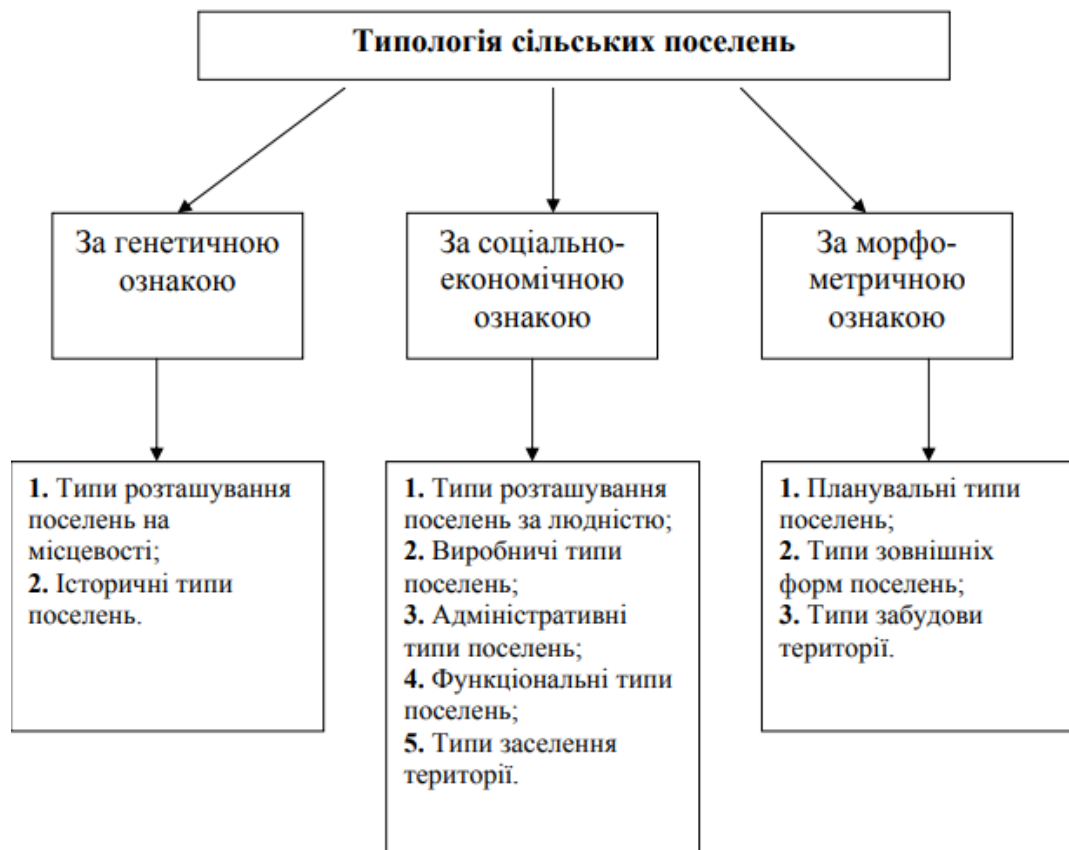 Типологія сільських поселень
За генетичною
ознакою
За соціально-
економічною
ознакою
За морфо-
метричною
ознакою
1. Типи розташування
поселень на
місцевості;
2. Історичні типи
поселень.
1. Типи розташування
поселень за людністю;
2. Виробничі типи
поселень;
3. Адміністративні
типи поселень;
4. Функціональні типи
поселень;
5. Типи заселення
території.
1. Планувальні типи
поселень;
2. Типи зовнішніх
форм поселень;
3. Типи забудови
території.